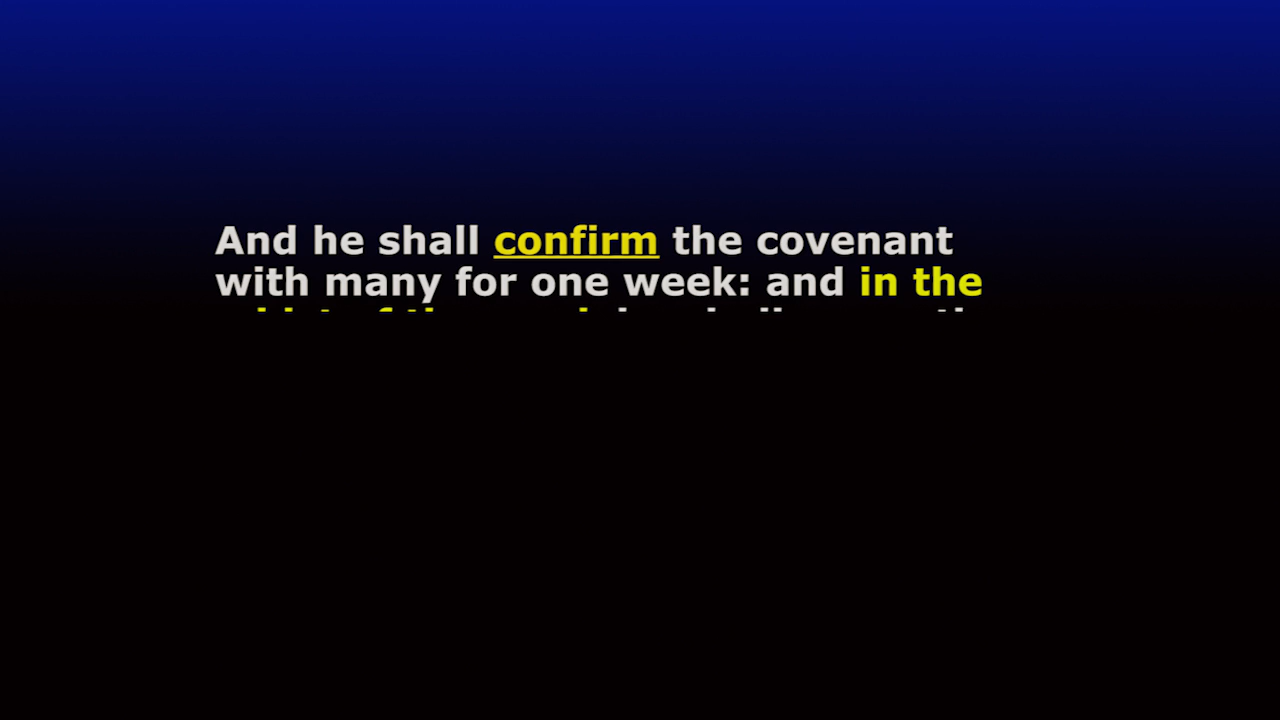 And he shall confirm the covenant
with many for one week: and in the